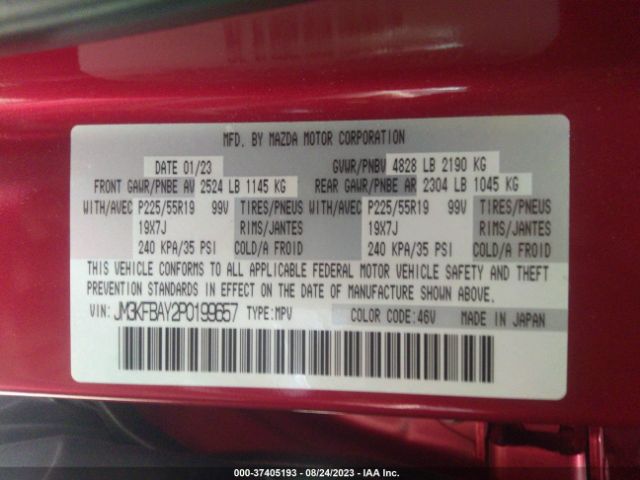 MFD. BY MAZDA MOTOR CORPORATION
DATE 01/23 GVWR/PNBV 4828 LB 2190 KG
FRONT GAWR/PNBE AV 2524 LB 1145 KG REAR GAWR/PNBE AR 2304 LB 1045 KG
WITH/AVEC P225/55R19 99V TIRES/PNEUS WITH/AVEC P225/55R19 99V TIRES/PNEUS
19X7J RIMS/JANTES 19X7J RIMS/JANTES
240 KPA/35 PSI COLD/A FROID 240 KPA/35 PSI COLD/A FROID
THIS VEHICLE CONFORMS TO ALL APPLICABLE FEDERAL MOTOR VEHICLE SAFETY AND THEFT
PREVENTION STANDARDS IN EFFECT ON THE DATE OF MANUFACTURE SHOWN ABOVE.
VIN: JM3KFBAY2P0199657 TYPE:MPV COLOR CODE:46V MADE IN JAPAN
000-37405193 - 08/24/2023 - IAA Inc.